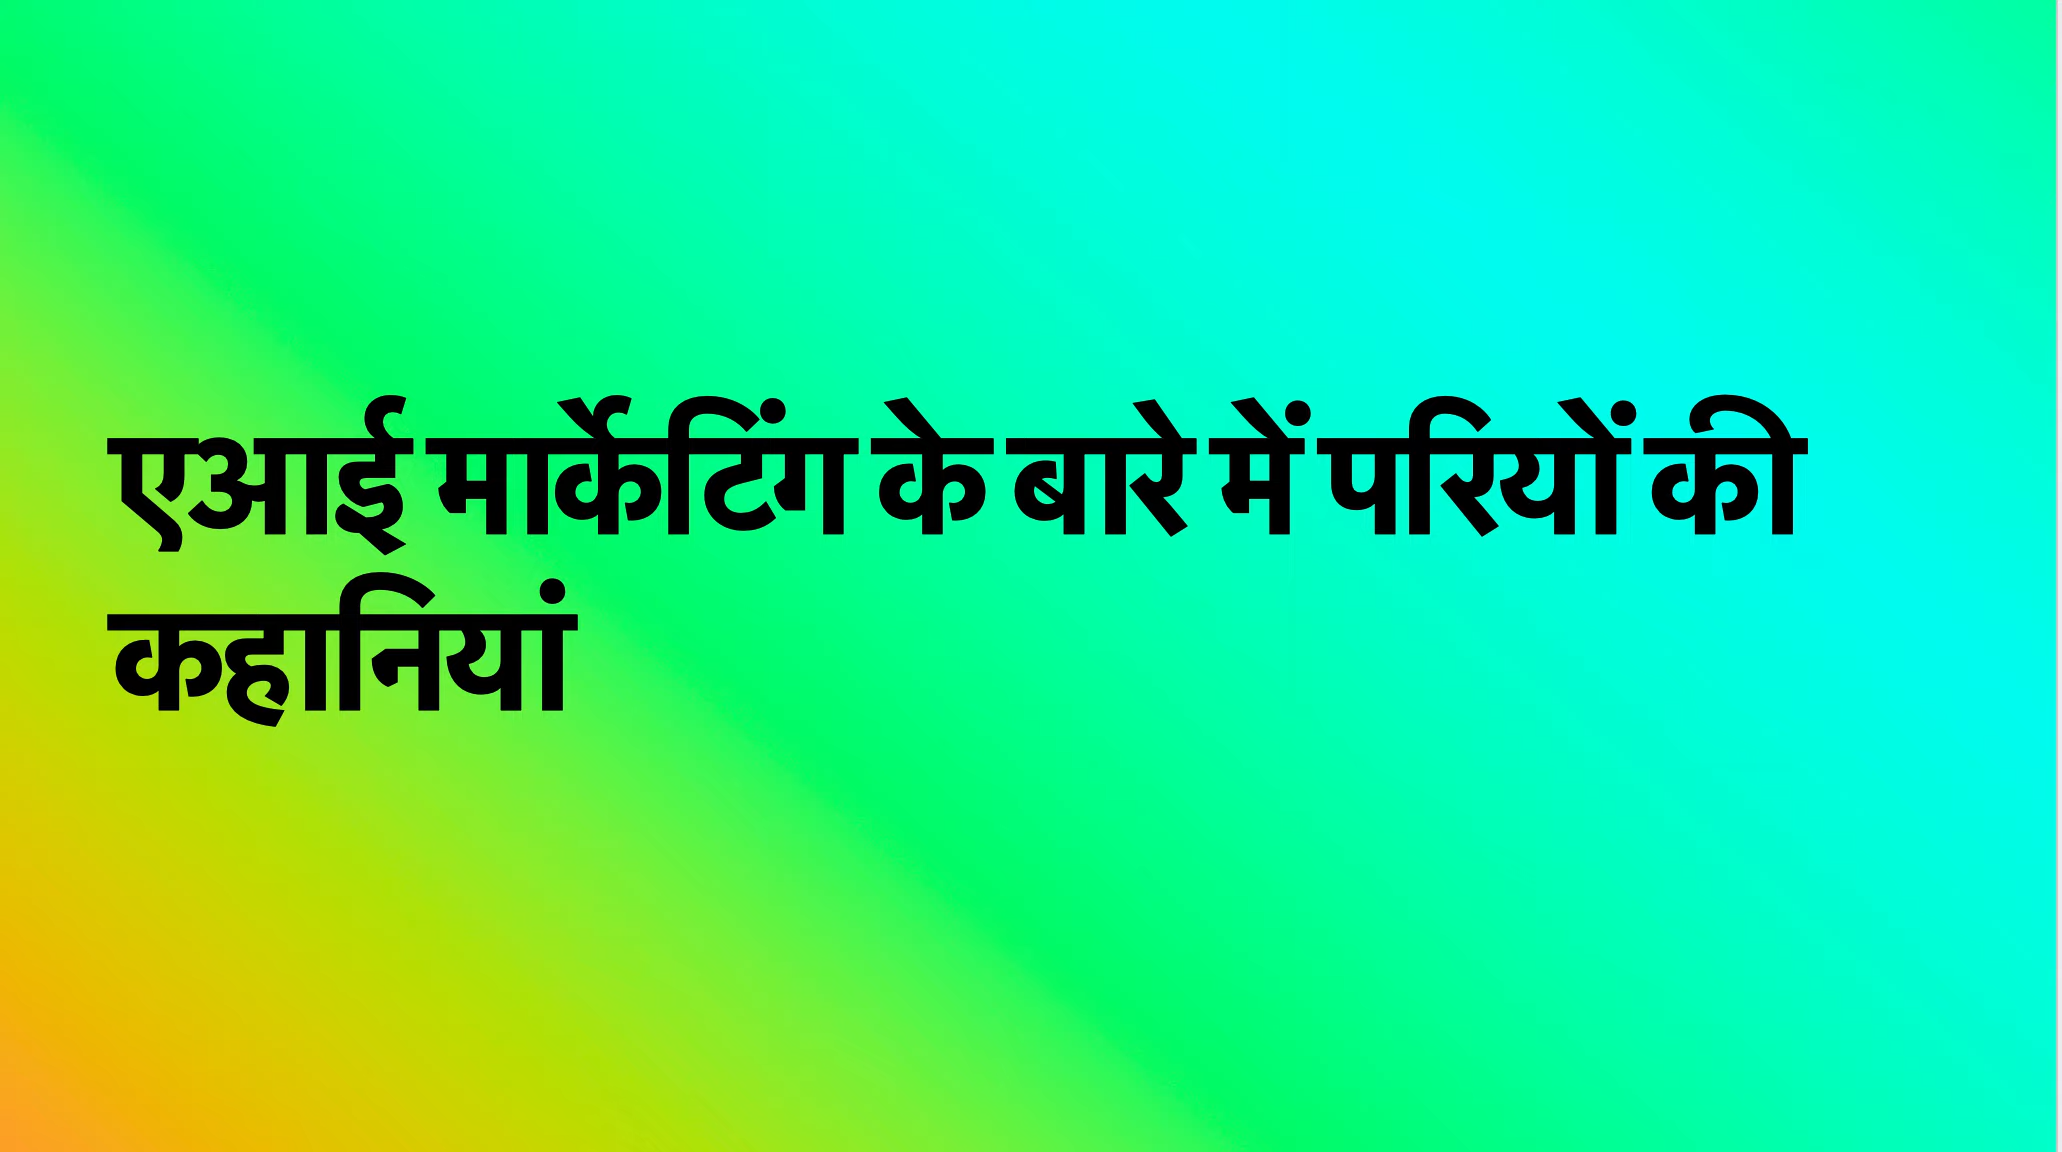 एआई मार्केटिंग के बारे में परियों की
कहानियां